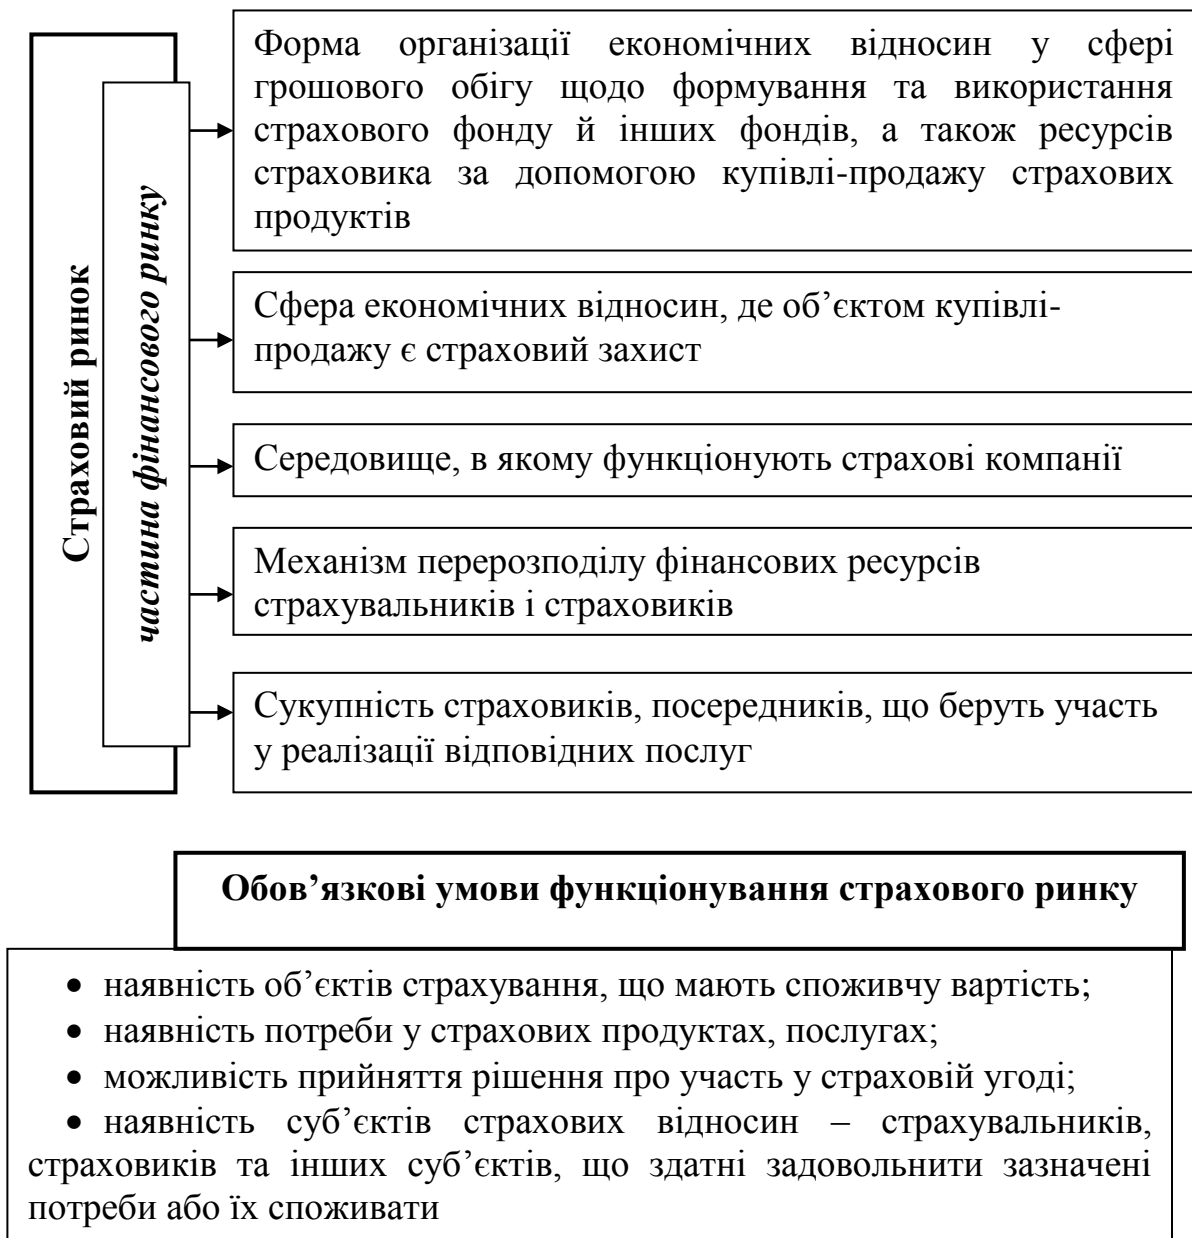 Страховий ринок
частина фінансового ринку
Форма організації економічних відносин у сфері
грошового обігу щодо формування та використання
страхового фонду й інших фондів, а також ресурсів
страховика за допомогою купівлі-продажу страхових
продуктів
Сфера економічних відносин, де об’єктом купівлі-
продажу є страховий захист
Середовище, в якому функціонують страхові компанії
Механізм перерозподілу фінансових ресурсів
страхувальників і страховиків
Сукупність страховиків, посередників, що беруть участь
у реалізації відповідних послуг
Обов’язкові умови функціонування страхового ринку
• наявність об’єктів страхування, що мають споживчу вартість;
• наявність потреби у страхових продуктах, послугах;
• можливість прийняття рішення про участь у страховій угоді;
• наявність суб’єктів страхових відносин – страхувальників,
страховиків та інших суб’єктів, що здатні задовольнити зазначені
потреби або їх споживати